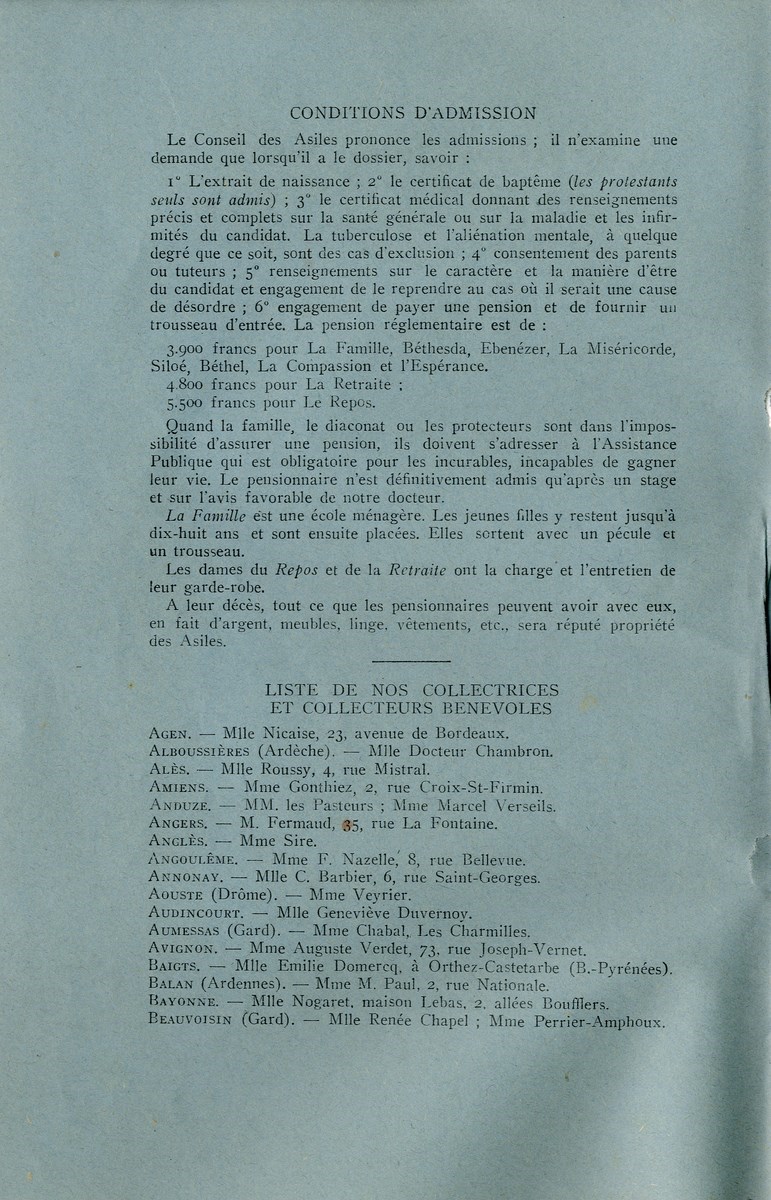 CONDITIONS D'ADMISSION
Le Conseil des Asiles prononce les admissions ; il n'examine une
demande que lorsqu'il a le dossier, savoir :
1° L'extrait de naissance ; 2° le certificat de baptême (les protestants
seuls sont admis) ; 3° le certificat médical donnant des renseignements
précis et complets sur la santé générale ou sur la maladie et les infir-
mités du candidat. La tuberculose et l'aliénation mentale, à quelque
degré que ce soit, sont des cas d'exclusion ; 4° consentement des parents
ou tuteurs ; 5° renseignements sur le caractère et la manière d'être
du candidat et engagement de le reprendre au cas où il serait une cause
de désordre ; 6° engagement de payer une pension et de fournir un
trousseau d'entrée. La pension réglementaire est de :
3.900 francs pour La Famille, Béthesda, Ebenézer, La Miséricorde,
Siloé, Béthel, La Compassion et l'Espérance.
4.800 francs pour La Retraite ;
5.500 francs pour Le Repos.
Quand la famille, le diaconat ou les protecteurs sont dans l'impos-
sibilité d'assurer une pension, ils doivent s'adresser à l'Assistance
Publique qui est obligatoire pour les incurables, incapables de gagner
leur vie. Le pensionnaire n'est définitivement admis qu'après un stage
et sur l'avis favorable de notre docteur.
La Famille est une école ménagère. Les jeunes filles y restent jusqu'à
dix-huit ans et sont ensuite placées. Elles sortent avec un pécule et
un trousseau.
Les dames du Repos et de la Retraite ont la charge et l'entretien de
leur garde-robe.
A leur décès, tout ce que les pensionnaires peuvent avoir avec eux,
en fait d'argent, meubles, linge, vêtements, etc., sera réputé propriété
des Asiles.
LISTE DE NOS COLLECTRICES
ET COLLECTEURS BENEVOLES
AGEN. — Mlle Nicaise, 23, avenue de Bordeaux.
ALBOUSSIÈRES (Ardèche). — Mlle Docteur Chambron.
ALÈS. — Mlle Roussy, 4, rue Mistral.
AMIENS. — Mme Gonthiez, 2, rue Croix-St-Firmin.
ANDUZE. — MM. les Pasteurs ; Mme Marcel Verseils.
ANGERS. — M. Fermaud, 35, rue La Fontaine.
ANGLÈS. — Mme Sire.
ANGOULÊME. — Mme F. Nazelle, 8, rue Bellevue.
ANNONAY. — Mlle C. Barbier, 6, rue Saint-Georges.
AOUSTE (Drôme). — Mme Veyrier.
AUDINCOURT. — Mlle Geneviève Duvernoy.
AUMESSAS (Gard). — Mme Chabal, Les Charmilles.
AVIGNON. — Mme Auguste Verdet, 73, rue Joseph-Vernet.
BAIGTS. — Mlle Emilie Domercq, à Orthez-Castetarbe (B.-Pyrénées).
BALAN (Ardennes). — Mme M. Paul, 2, rue Nationale.
BAYONNE. — Mlle Nogaret, maison Lebas, 2, allées Boufflers.
BEAUVOISIN (Gard). — Mlle Renée Chapel ; Mme Perrier-Amphoux.